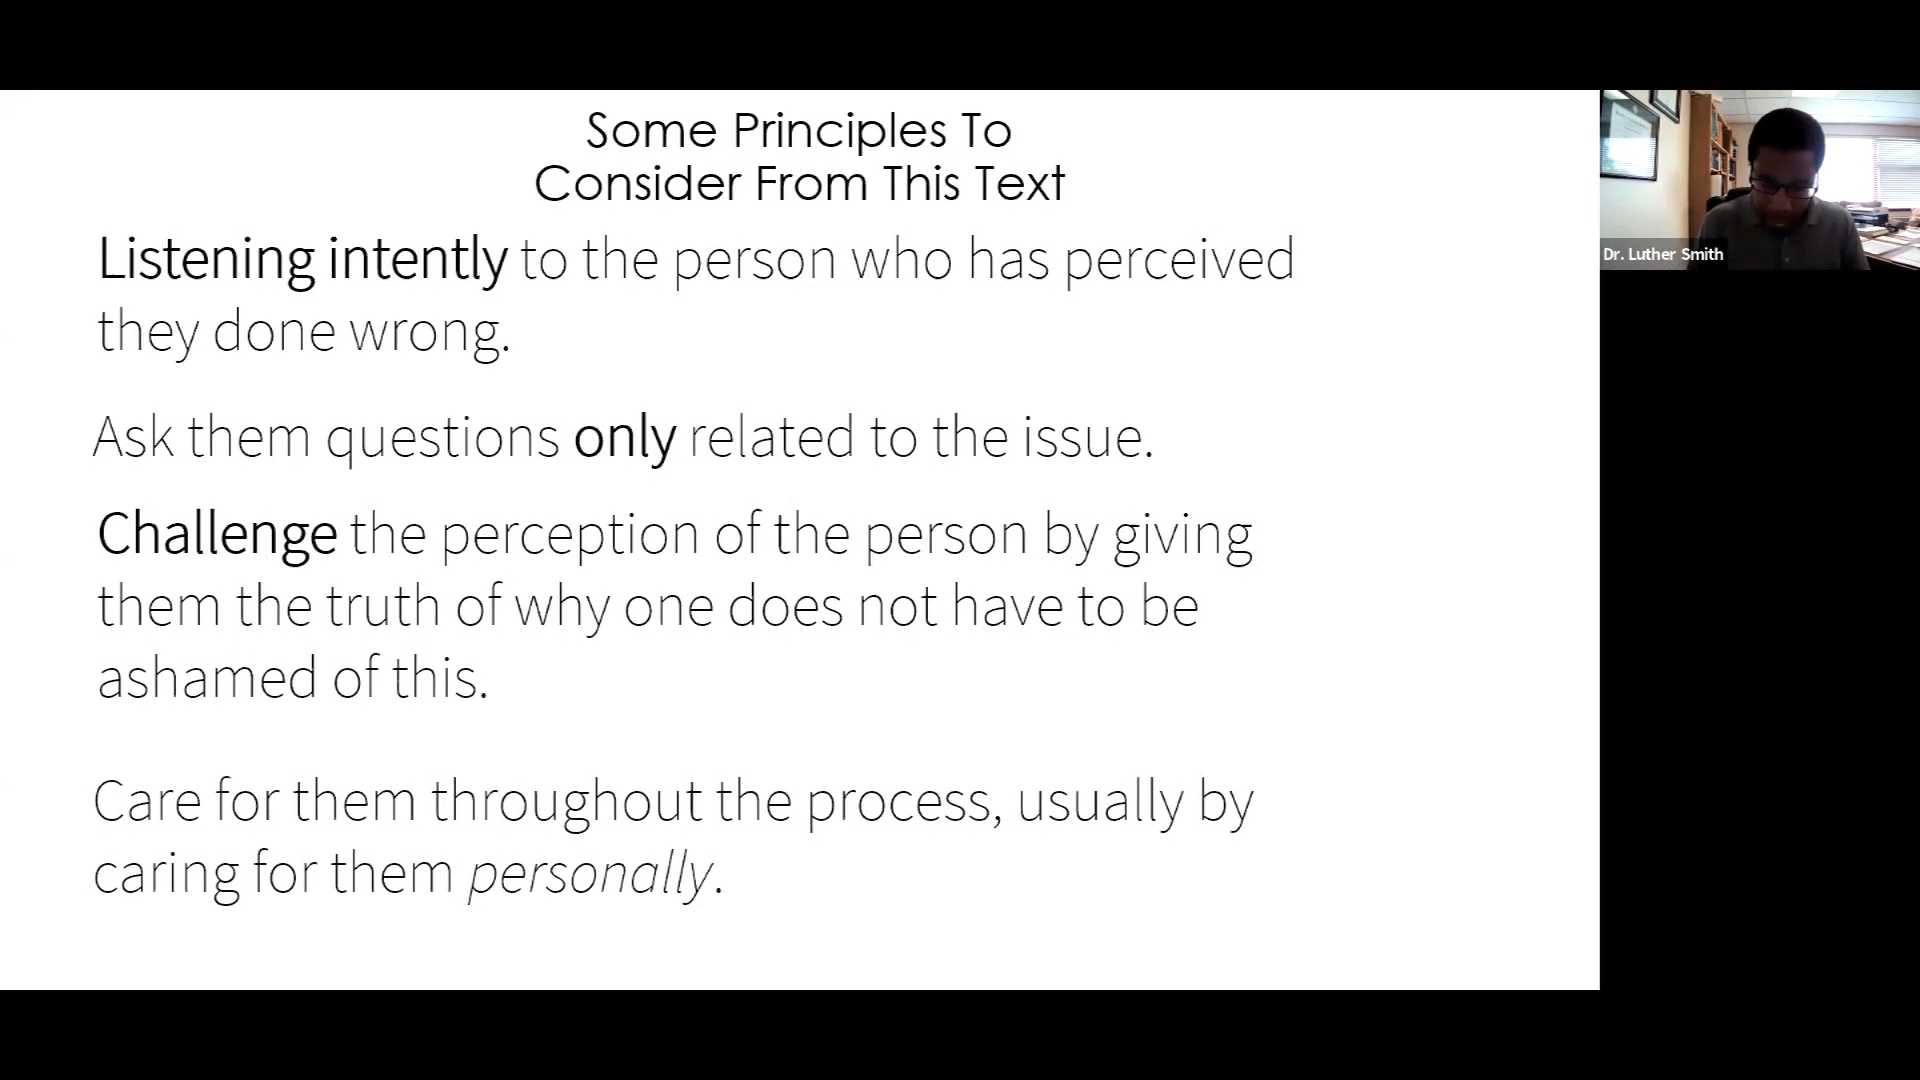 Some Principles To
Consider From This Text
Listening intently to the person who has perceived
they done wrong.
Ask them questions only related to the issue.
Challenge the perception of the person by giving
them the truth of why one does not have to be
ashamed of this.
Care for them throughout the process, usually by
caring for them personally.
Dr. Luther Smith